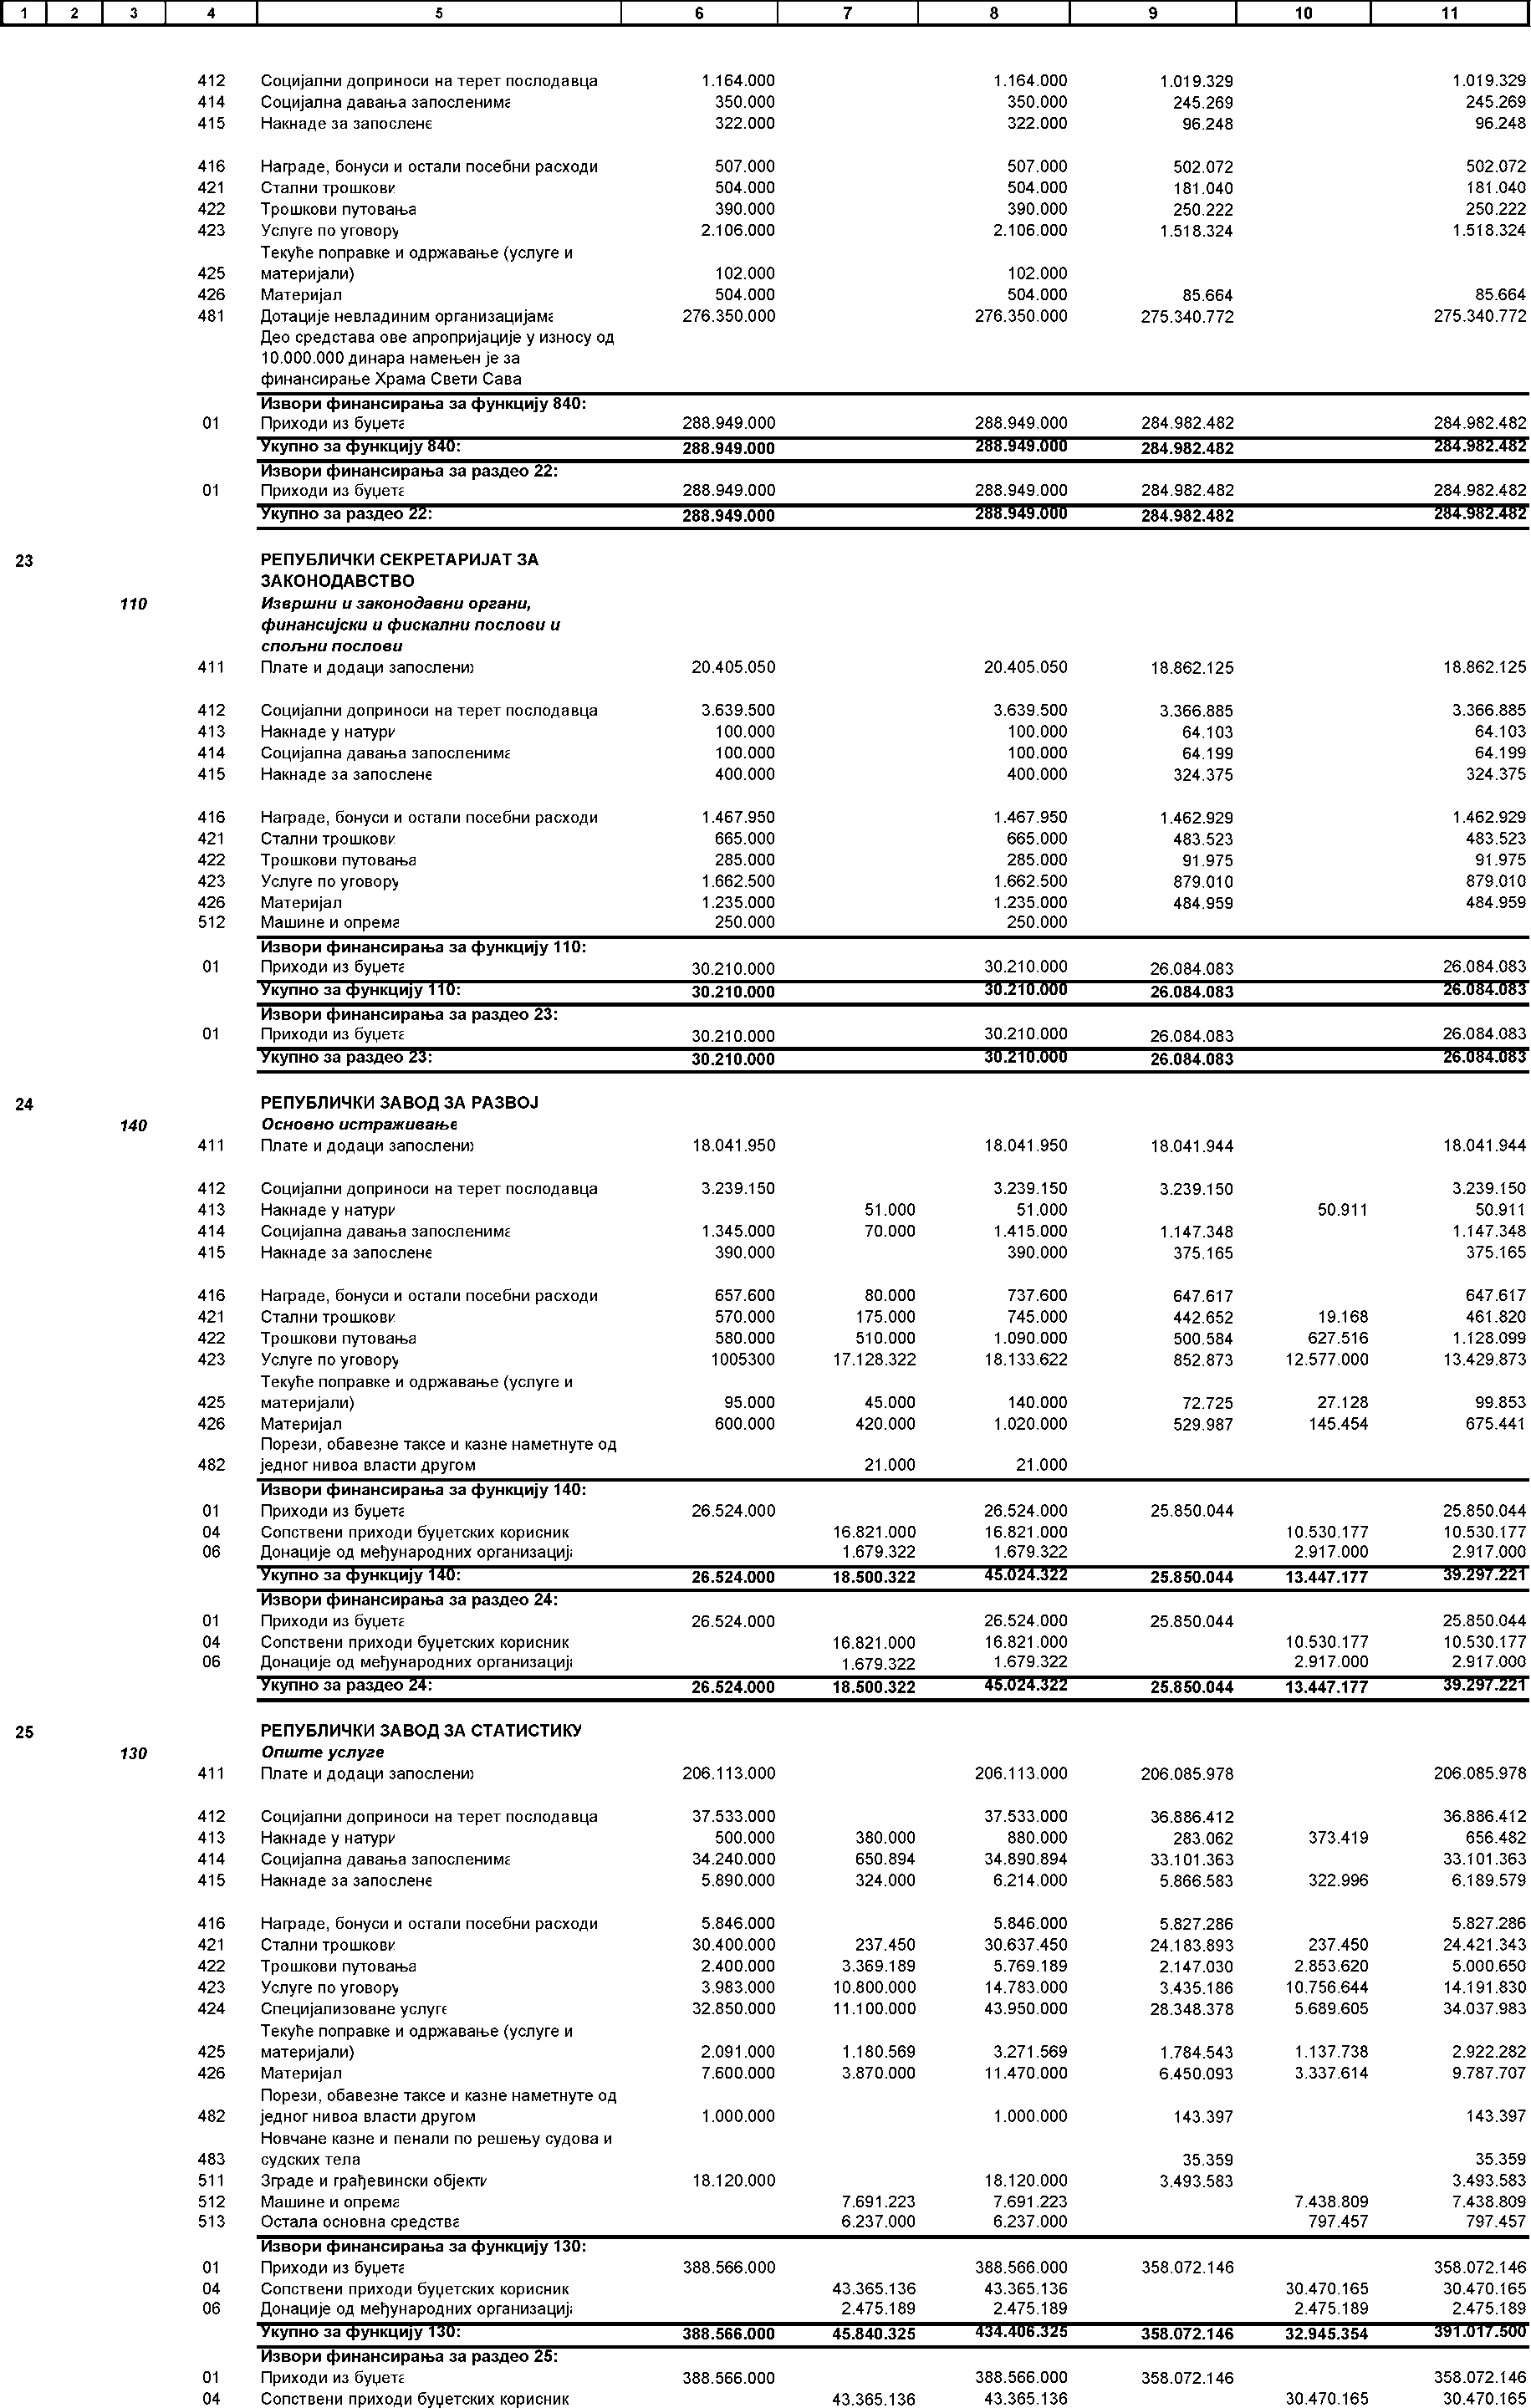 1 2 3 4 5 6 7 8 9 10 11
412 Социјални доприноси на терет послодавца 1.164.000 1.164.000 1.019.329 1.019.329
414 Социјална давања запосленима 350.000 350.000 245.269 245.269
415 Накнаде за запослене 322.000 322.000 96.248 96.248
416 Награде, бонуси и остали посебни расходи 507.000 507.000 502.072 502.072
421 Стални трошкови 504.000 504.000 181.040 181.040
422 Трошкови путовања 390.000 390.000 250.222 250.222
423 Услуге по уговору 2.106.000 2.106.000 1.518.324 1.518.324
Текуће поправке и одржавање (услуге и
425 материјали) 102.000 102.000
426 Материјал 504.000 504.000 85.664 85.664
481 Дотације невладиним организацијама 276.350.000 276.350.000 275.340.772 275.340.772
Део средстава ове апропријације у износу од
10.000.000 динара намењен је за
финансирање Храма Свети Сава
Извори финансирања за функцију 840:
01 Приходи из буџета 288.949.000 288.949.000 284.982.482 284.982.482
Укупно за функцију 840: 288.949.000 288.949.000 284.982.482 284.982.482
Извори финансирања за раздео 22:
01 Приходи из буџета 288.949.000 288.949.000 284.982.482 284.982.482
Укупно за раздео 22: 288.949.000 288.949.000 284.982.482 284.982.482
23 РЕПУБЛИЧКИ СЕКРЕТАРИЈАТ ЗА
ЗАКОНОДАВСТВО
110 Извршни и законодавни органи,
финансијски и фискални послови и
спољни послови
411 Плате и додаци запослених 20.405.050 20.405.050 18.862.125 18.862.125
412 Социјални доприноси на терет послодавца 3.639.500 3.639.500 3.366.885 3.366.885
413 Накнаде у натури 100.000 100.000 64.103 64.103
414 Социјална давања запосленима 100.000 100.000 64.199 64.199
415 Накнаде за запослене 400.000 400.000 324.375 324.375
416 Награде, бонуси и остали посебни расходи 1.467.950 1.467.950 1.462.929 1.462.929
421 Стални трошкови 665.000 665.000 483.523 483.523
422 Трошкови путовања 285.000 285.000 91.975 91.975
423 Услуге по уговору 1.662.500 1.662.500 879.010 879.010
426 Материјал 1.235.000 1.235.000 484.959 484.959
512 Машине и опрема 250.000 250.000
Извори финансирања за функцију 110:
01 Приходи из буџета 30.210.000 30.210.000 26.084.083 26.084.083
Укупно за функцију 110: 30.210.000 30.210.000 26.084.083 26.084.083
Извори финансирања за раздео 23:
01 Приходи из буџета 30.210.000 30.210.000 26.084.083 26.084.083
Укупно за раздео 23: 30.210.000 30.210.000 26.084.083 26.084.083
24 РЕПУБЛИЧКИ ЗАВОД ЗА РАЗВОЈ
140 Основно истраживање
411 Плате и додаци запослених 18.041.950 18.041.950 18.041.944 18.041.944
412 Социјални доприноси на терет послодавца 3.239.150 3.239.150 3.239.150 3.239.150
413 Накнаде у натури 51.000 51.000 50.911 50.911
414 Социјална давања запосленима 1.345.000 70.000 1.415.000 1.147.348 1.147.348
415 Накнаде за запослене 390.000 390.000 375.165 375.165
416 Награде, бонуси и остали посебни расходи 657.600 80.000 737.600 647.617 647.617
421 Стални трошкови 570.000 175.000 745.000 442.652 19.168 461.820
422 Трошкови путовања 580.000 510.000 1.090.000 500.584 627.516 1.128.099
423 Услуге по уговору 1005300 17.128.322 18.133.622 852.873 12.577.000 13.429.873
Текуће поправке и одржавање (услуге и
425 материјали) 95.000 45.000 140.000 72.725 27.128 99.853
426 Материјал 600.000 420.000 1.020.000 529.987 145.454 675.441
Порези, обавезне таксе и казне наметнуте од
482 једног нивоа власти другом 21.000 21.000
Извори финансирања за функцију 140:
01 Приходи из буџета 26.524.000 26.524.000 25.850.044 25.850.044
04 Сопствени приходи буџетских корисник 16.821.000 16.821.000 10.530.177 10.530.177
06 Донације од међународних организација 1.679.322 1.679.322 2.917.000 2.917.000
Укупно за функцију 140: 26.524.000 18.500.322 45.024.322 25.850.044 13.447.177 39.297.221
Извори финансирања за раздео 24:
01 Приходи из буџета 26.524.000 26.524.000 25.850.044 25.850.044
04 Сопствени приходи буџетских корисник 16.821.000 16.821.000 10.530.177 10.530.177
06 Донације од међународних организација 1.679.322 1.679.322 2.917.000 2.917.000
Укупно за раздео 24: 26.524.000 18.500.322 45.024.322 25.850.044 13.447.177 39.297.221
25 РЕПУБЛИЧКИ ЗАВОД ЗА СТАТИСТИКУ
130 Опште услуге
411 Плате и додаци запослених 206.113.000 206.113.000 206.085.978 206.085.978
412 Социјални доприноси на терет послодавца 37.533.000 37.533.000 36.886.412 36.886.412
413 Накнаде у натури 500.000 380.000 880.000 283.062 373.419 656.482
414 Социјална давања запосленима 34.240.000 650.894 34.890.894 33.101.363 33.101.363
415 Накнаде за запослене 5.890.000 324.000 6.214.000 5.866.583 322.996 6.189.579
416 Награде, бонуси и остали посебни расходи 5.846.000 5.846.000 5.827.286 5.827.286
421 Стални трошкови 30.400.000 237.450 30.637.450 24.183.893 237.450 24.421.343
422 Трошкови путовања 2.400.000 3.369.189 5.769.189 2.147.030 2.853.620 5.000.650
423 Услуге по уговору 3.983.000 10.800.000 14.783.000 3.435.186 10.756.644 14.191.830
424 Специјализоване услуге 32.850.000 11.100.000 43.950.000 28.348.378 5.689.605 34.037.983
Текуће поправке и одржавање (услуге и
425 материјали) 2.091.000 1.180.569 3.271.569 1.784.543 1.137.738 2.922.282
426 Материјал 7.600.000 3.870.000 11.470.000 6.450.093 3.337.614 9.787.707
Порези, обавезне таксе и казне наметнуте од
482 једног нивоа власти другом 1.000.000 1.000.000 143.397 143.397
Новчане казне и пенали по решењу судова и
483 судских тела 35.359 35.359
511 Зграде и грађевински објекти 18.120.000 18.120.000 3.493.583 3.493.583
512 Машине и опрема 7.691.223 7.691.223 7.438.809 7.438.809
513 Остала основна средства 6.237.000 6.237.000 797.457 797.457
Извори финансирања за функцију 130:
01 Приходи из буџета 388.566.000 388.566.000 358.072.146 358.072.146
04 Сопствени приходи буџетских корисник 43.365.136 43.365.136 30.470.165 30.470.165
06 Донације од међународних организација 2.475.189 2.475.189 2.475.189 2.475.189
Укупно за функцију 130: 388.566.000 45.840.325 434.406.325 358.072.146 32.945.354 391.017.500
Извори финансирања за раздео 25:
01 Приходи из буџета 388.566.000 388.566.000 358.072.146 358.072.146
04 Сопствени приходи буџетских корисник 43.365.136 43.365.136 30.470.165 30.470.165